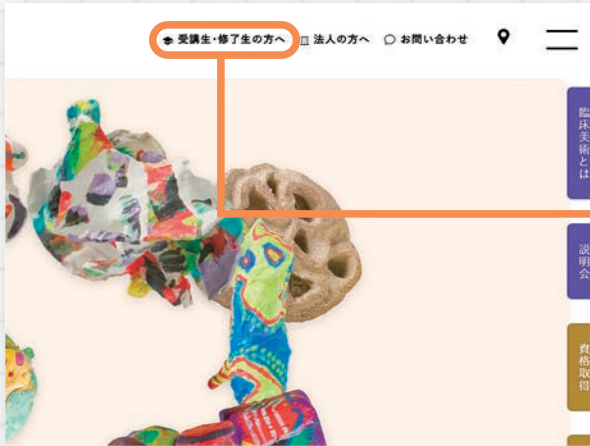 受講生・修了生の方へ
法人の方へ
お問い合わせ
臨床美術とは
説明会
資格取得